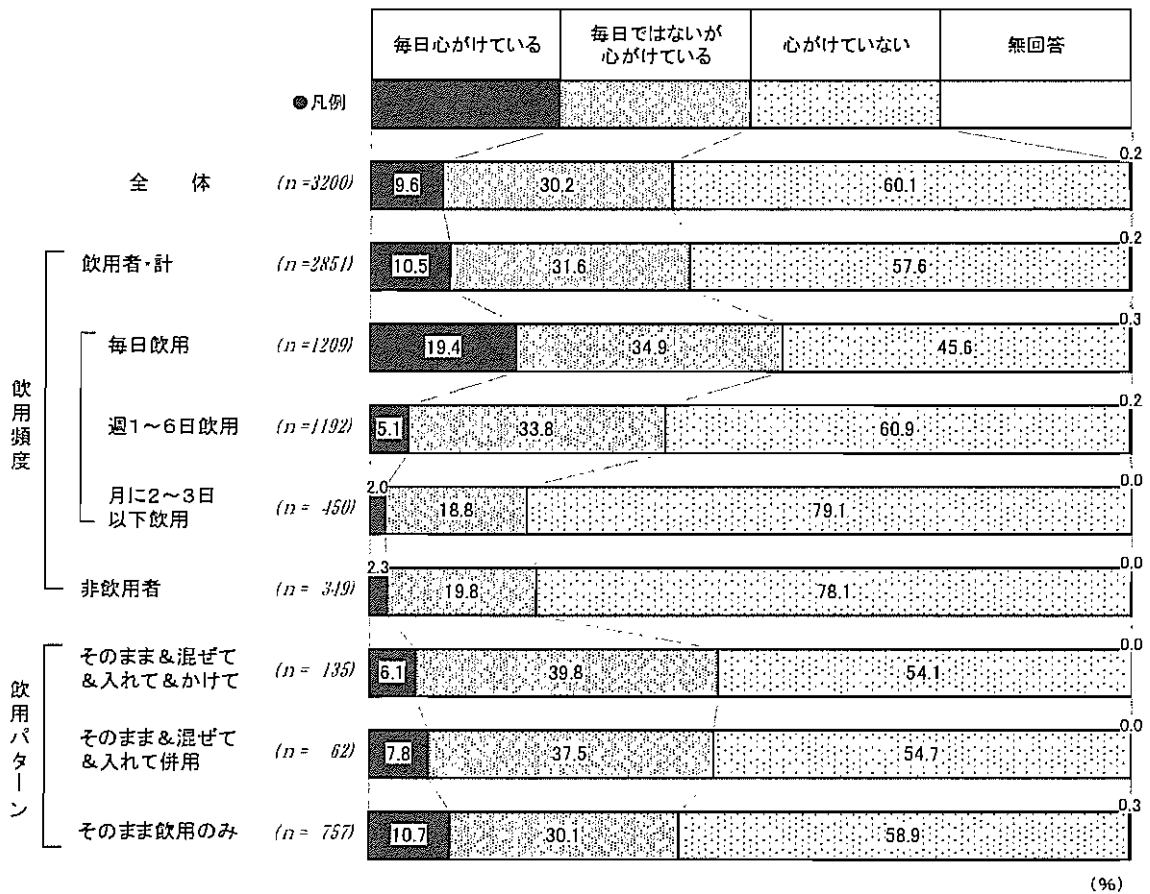 毎日心がけている 毎日ではないが 心がけていない 無回答
心がけている
●凡例
0.2
全 体 (n=3200) 9.6 30.2 60.1
0.2
飲用者・計 (n=2851) 10.5 31.6 57.6
0.3
毎日飲用 (n=1209) 19.4 34.9 45.6
0.2
週1～6日飲用 (n=1192) 5.1 33.8 60.9
2.0 0.0
月に2～3日
以下飲用 (n= 450) 18.8 79.1
2.3 0.0
非飲用者 (n= 349) 19.8 78.1
飲用頻度
0.0
そのまま&混ぜて
&入れて&かけて (n= 135) 6.1 39.8 54.1
0.0
そのまま&混ぜて
&入れて併用 (n= 62) 7.8 37.5 54.7
0.3
そのまま飲用のみ (n= 757) 10.7 30.1 58.9
飲用パターン
(%)